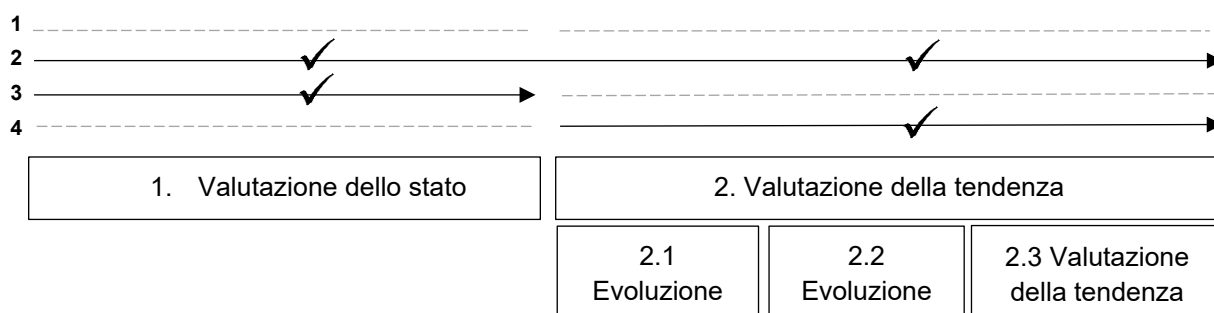 1
2
3
4
1. Valutazione dello stato
2. Valutazione della tendenza
2.1
Evoluzione
2.2
Evoluzione
2.3 Valutazione
della tendenza